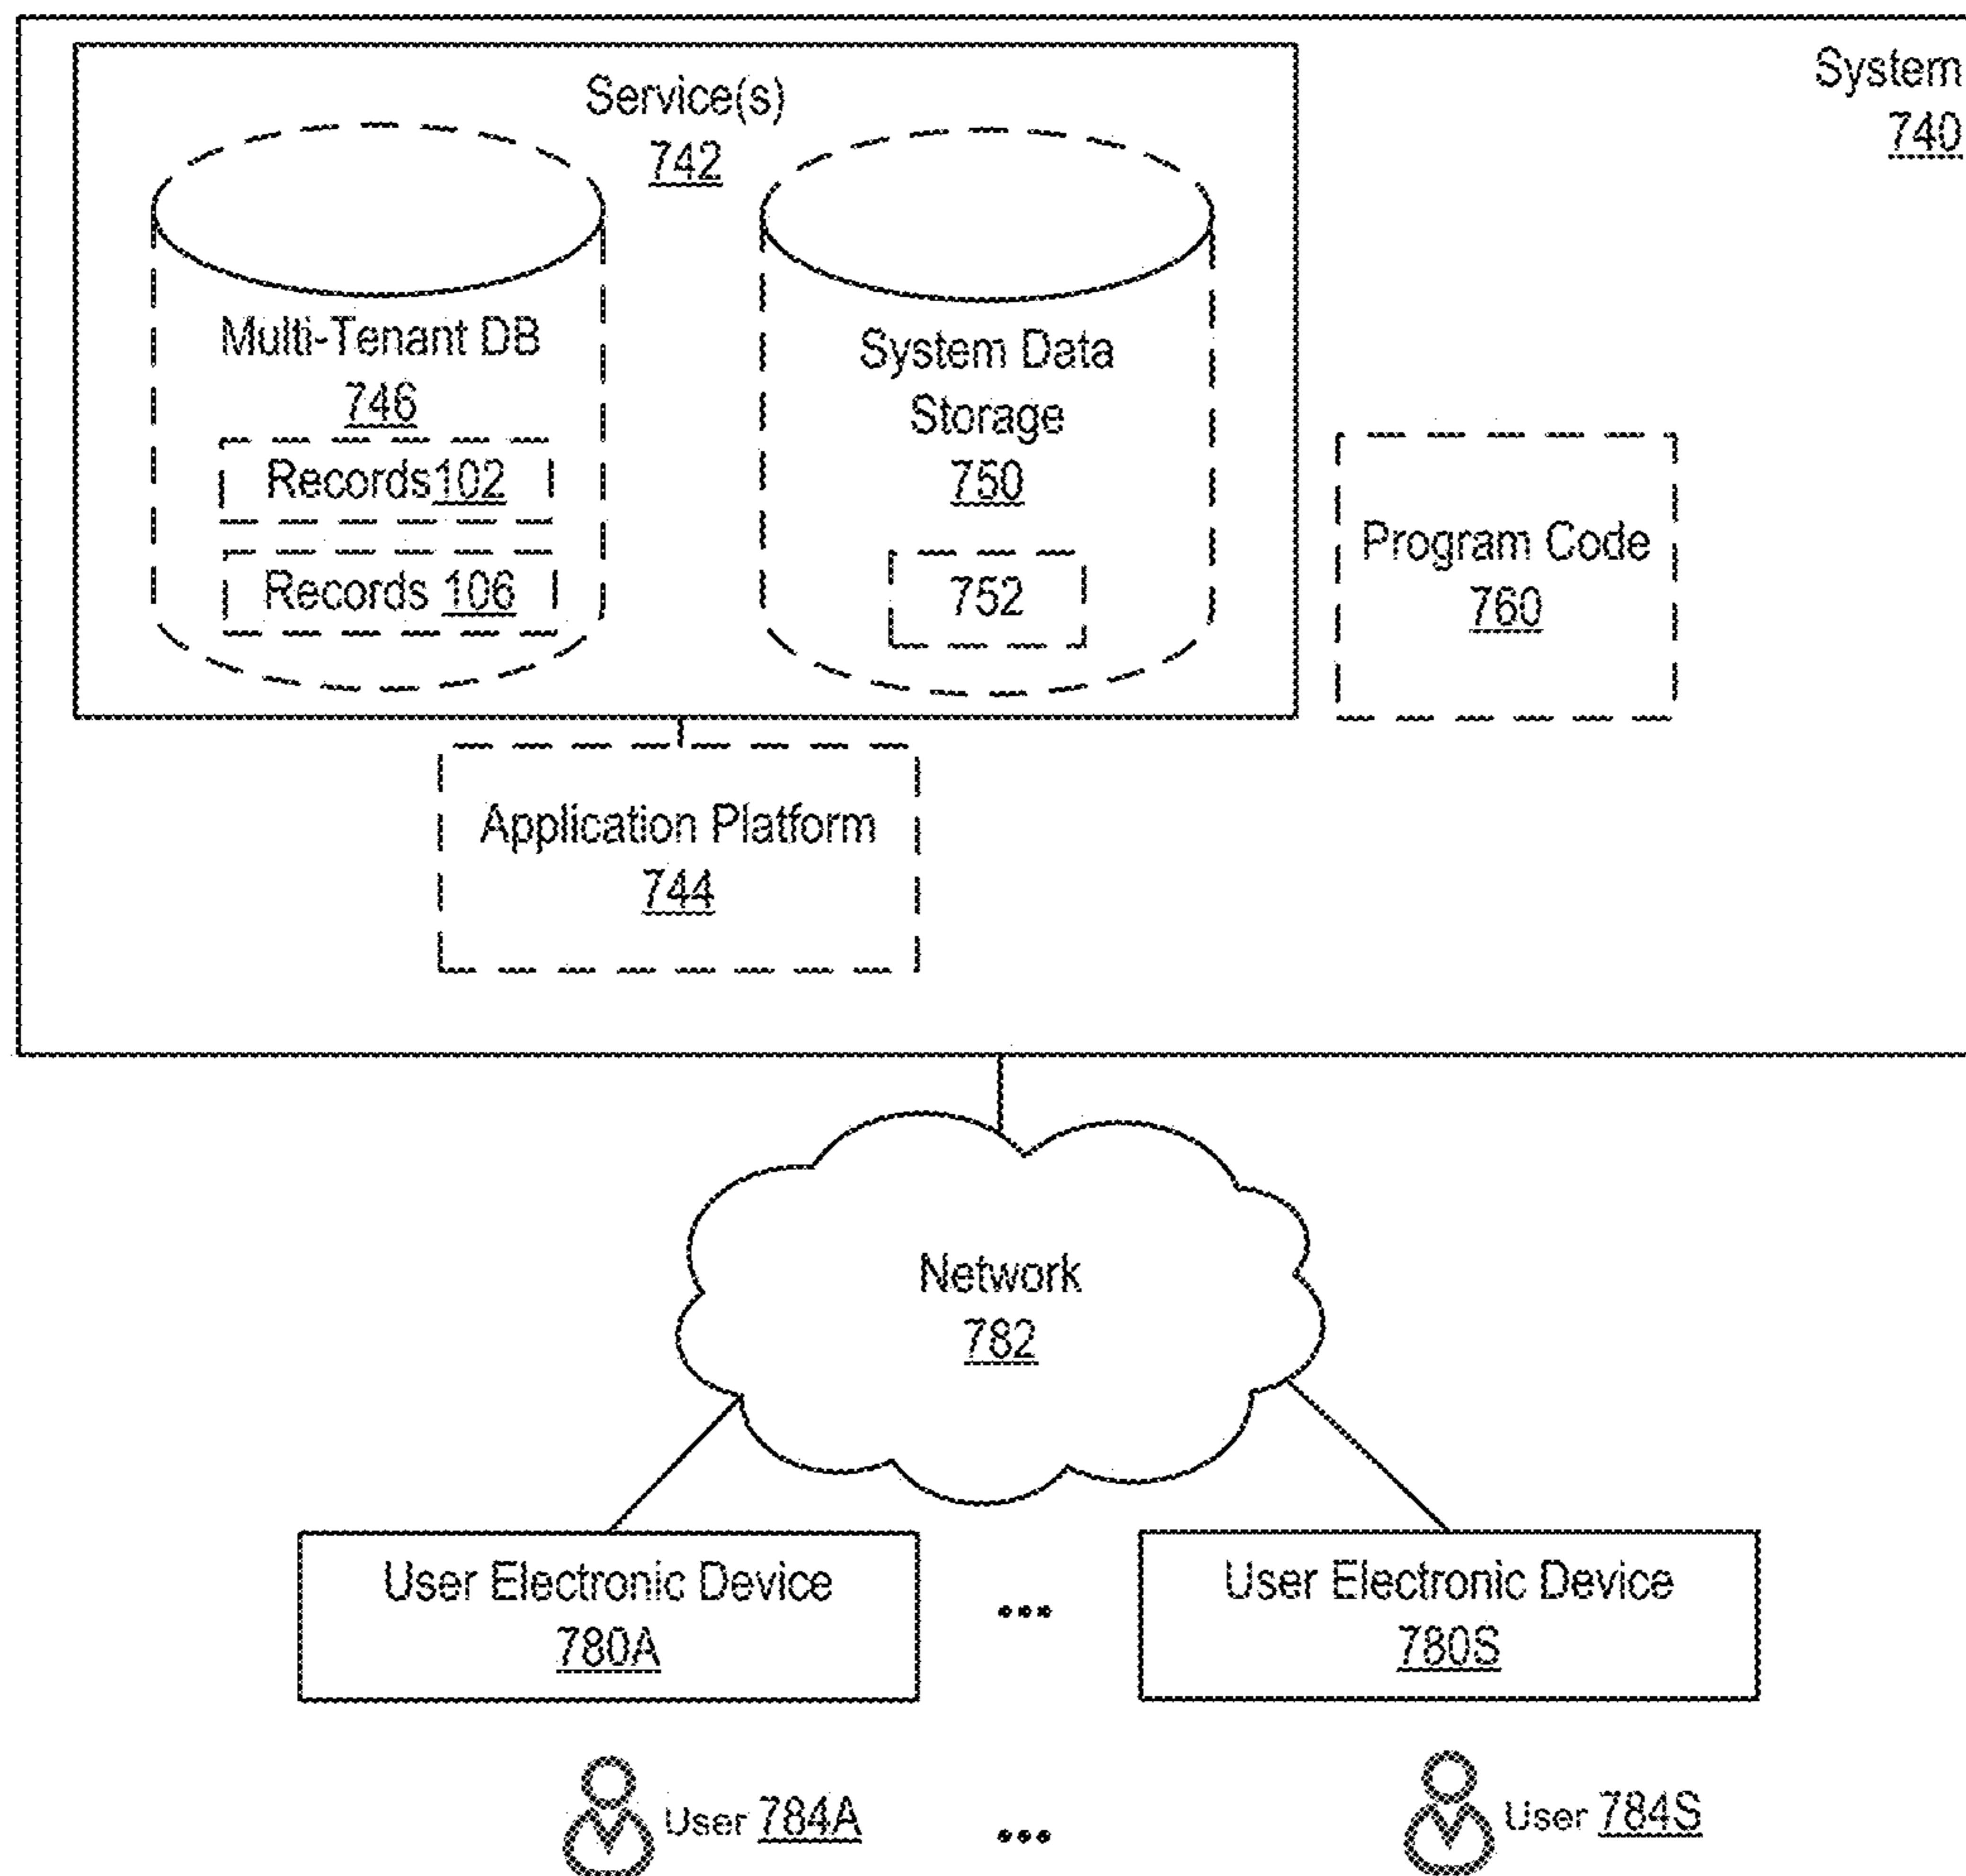 System
740
Service(s)
742
Multi-Tenant DB
746
Records 102
Records 106
System Data
Storage
750
752
Program Code
760
Application Platform
744
Network
782
User Electronic Device
780A
...
User Electronic Device
780S
User 784A
...
User 784S